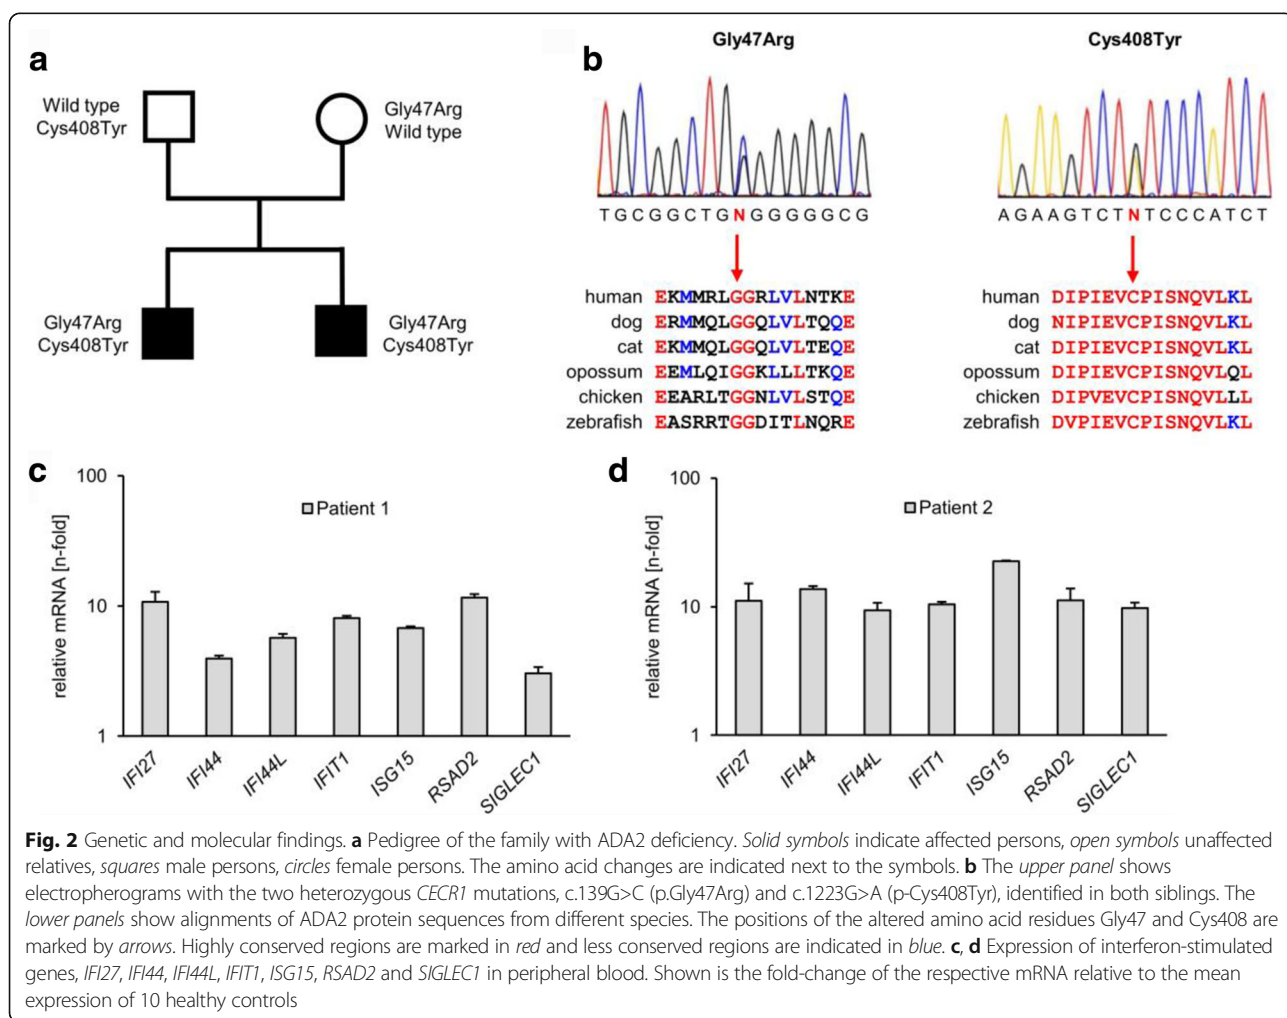 a
Wild type
Cys408Tyr
Gly47Arg
Wild type
Gly47Arg
Cys408Tyr
Gly47Arg
Cys408Tyr
b
Gly47Arg
TGCGGCTGNGGGGGCG
human EKMMRLGGRLVLNTKE
dog ERMMQLGGQLVLTQQE
cat EKMMQLGGQLVLTEQE
opossum EEMLQIGGKLLLTKQE
chicken EEARLTGGNLVLSTQE
zebrafish EASRRTGGDITLNQRE
Cys408Tyr
AGAAGTCTNTCCCATCT
human DIPIEVCPISNQVLKL
dog NIPIEVCPISNQVLKL
cat DIPIEVCPISNQVLKL
opossum DIPIEVCPISNQVLQL
chicken DIPVEVCPISNQVLLL
zebrafish DVPIEVCPISNQVLKL
c
relative mRNA [n-fold]
100
10
1
Patient 1
IFI27
IFI44
IFI44L
IFIT1
ISG15
RSAD2
SIGLEC1
d
relative mRNA [n-fold]
100
10
1
Patient 2
IFI27
IFI44
IFI44L
IFIT1
ISG15
RSAD2
SIGLEC1
Fig. 2 Genetic and molecular findings. a Pedigree of the family with ADA2 deficiency. Solid symbols indicate affected persons, open symbols unaffected
relatives, squares male persons, circles female persons. The amino acid changes are indicated next to the symbols. b The upper panel shows
electropherograms with the two heterozygous CECR1 mutations, c.139G>C (p.Gly47Arg) and c.1223G>A (p-Cys408Tyr), identified in both siblings. The
lower panels show alignments of ADA2 protein sequences from different species. The positions of the altered amino acid residues Gly47 and Cys408 are
marked by arrows. Highly conserved regions are marked in red and less conserved regions are indicated in blue. c, d Expression of interferon-stimulated
genes, IFI27, IFI44, IFI44L, IFIT1, ISG15, RSAD2 and SIGLEC1 in peripheral blood. Shown is the fold-change of the respective mRNA relative to the mean
expression of 10 healthy controls